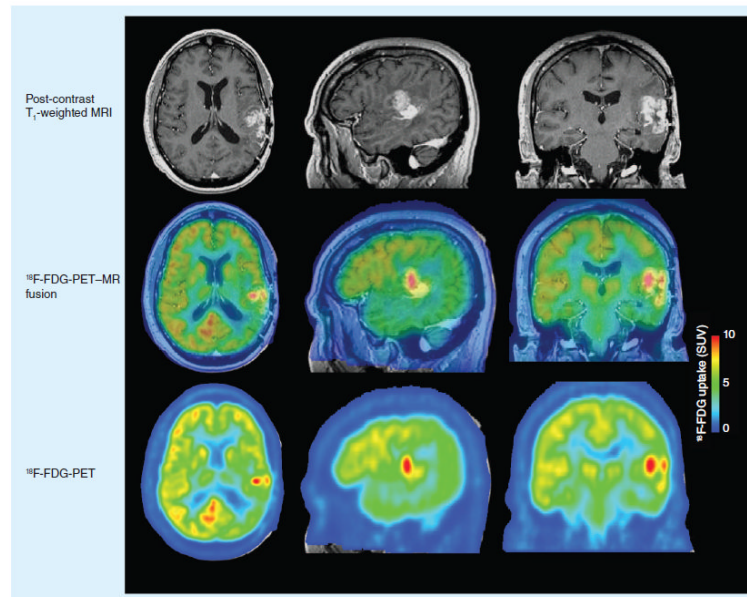 Post-contrast
T₁-weighted MRI
¹⁸F-FDG-PET–MR
fusion
¹⁸F-FDG uptake (SUV)
10
5
0
¹⁸F-FDG-PET